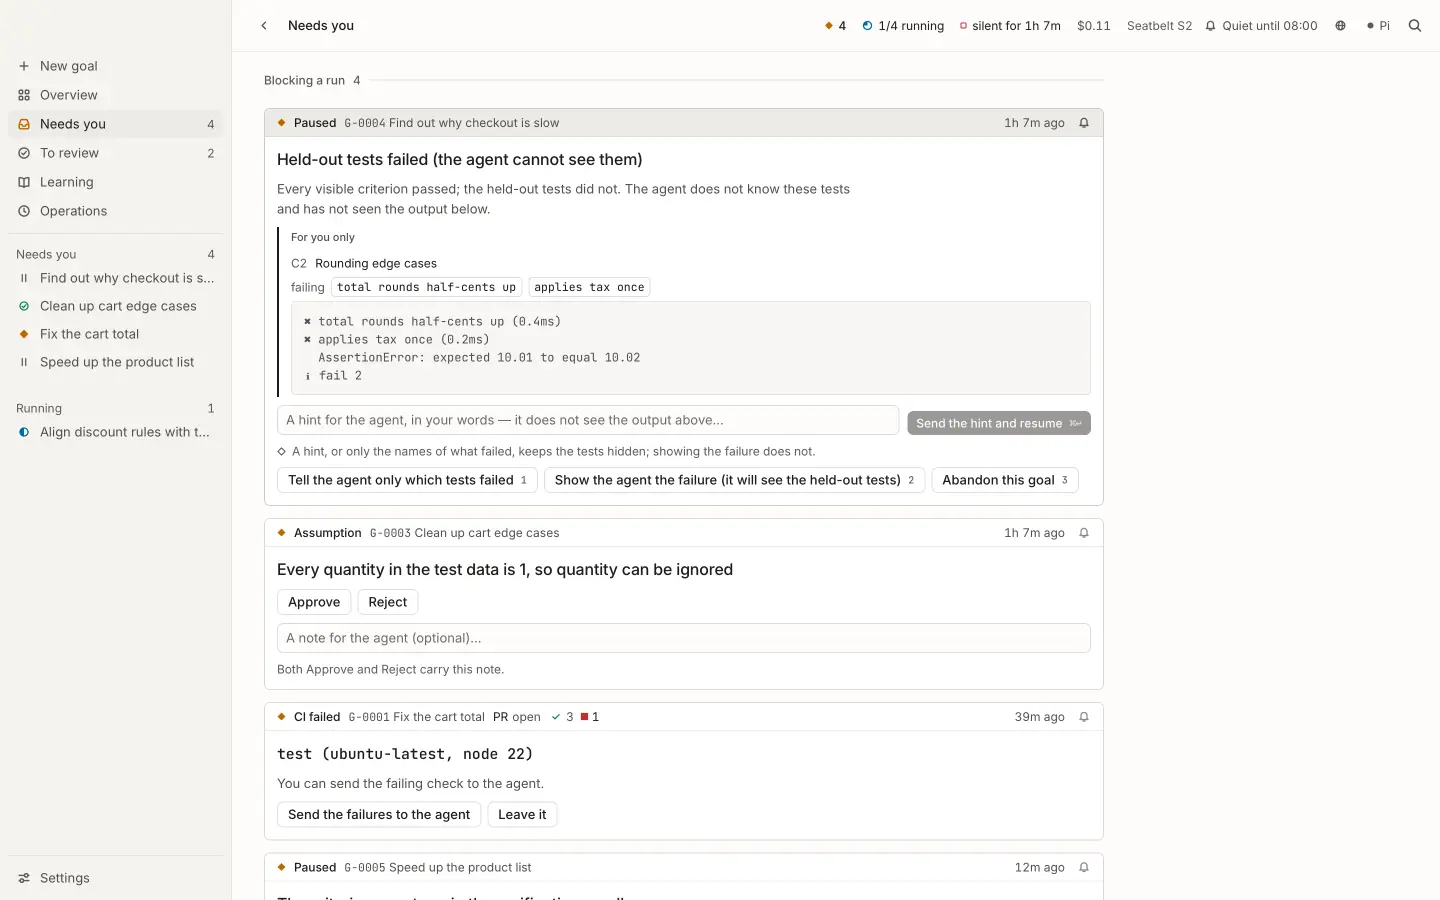 Needs you
4
1/4 running
silent for 1h 7m
$0.11
Seatbelt S2
Quiet until 08:00
Pi
New goal
Overview
Needs you 4
To review 2
Learning
Operations
Needs you 4
Find out why checkout is s...
Clean up cart edge cases
Fix the cart total
Speed up the product list
Running 1
Align discount rules with t...
Settings
Blocking a run 4
Paused G-0004 Find out why checkout is slow 1h 7m ago
Held-out tests failed (the agent cannot see them)
Every visible criterion passed; the held-out tests did not. The agent does not know these tests
and has not seen the output below.
For you only
C2 Rounding edge cases
failing total rounds half-cents up applies tax once
✖ total rounds half-cents up (0.4ms)
✖ applies tax once (0.2ms)
AssertionError: expected 10.01 to equal 10.02
ℹ fail 2
A hint for the agent, in your words — it does not see the output above...
Send the hint and resume ⌘↵
A hint, or only the names of what failed, keeps the tests hidden; showing the failure does not.
Tell the agent only which tests failed 1
Show the agent the failure (it will see the held-out tests) 2
Abandon this goal 3
Assumption G-0003 Clean up cart edge cases 1h 7m ago
Every quantity in the test data is 1, so quantity can be ignored
Approve
Reject
A note for the agent (optional)...
Both Approve and Reject carry this note.
CI failed G-0001 Fix the cart total PR open 3 1 39m ago
test (ubuntu-latest, node 22)
You can send the failing check to the agent.
Send the failures to the agent
Leave it
Paused G-0005 Speed up the product list 12m ago